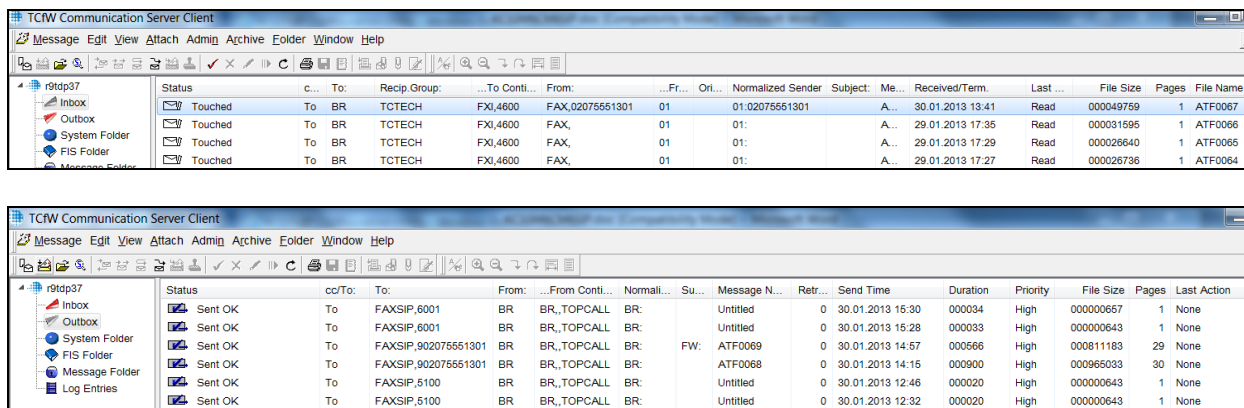 TCfW Communication Server Client
Message Edit View Attach Admin Archive Folder Window Help
r9tdp37
Inbox
Outbox
System Folder
FIS Folder
Message Folder
Status c... To: Recip.Group: ...To Conti... From: ...Fr... Ori... Normalized Sender Subject: Me... Received/Term. Last ... File Size Pages File Name
Touched To BR TCTECH FXI,4600 FAX,02075551301 01 01:02075551301 A... 30.01.2013 13:41 Read 000049759 1 ATF0067
Touched To BR TCTECH FXI,4600 FAX, 01 01: A... 29.01.2013 17:35 Read 000031595 1 ATF0066
Touched To BR TCTECH FXI,4600 FAX, 01 01: A... 29.01.2013 17:29 Read 000026640 1 ATF0065
Touched To BR TCTECH FXI,4600 FAX, 01 01: A... 29.01.2013 17:27 Read 000026736 1 ATF0064
TCfW Communication Server Client
Message Edit View Attach Admin Archive Folder Window Help
r9tdp37
Inbox
Outbox
System Folder
FIS Folder
Message Folder
Log Entries
Status cc/To: To: From: ...From Conti... Normali... Su... Message N... Retr... Send Time Duration Priority File Size Pages Last Action
Sent OK To FAXSIP,6001 BR BR,,TOPCALL BR: Untitled 0 30.01.2013 15:30 000034 High 000000657 1 None
Sent OK To FAXSIP,6001 BR BR,,TOPCALL BR: Untitled 0 30.01.2013 15:28 000033 High 000000643 1 None
Sent OK To FAXSIP,902075551301 BR BR,,TOPCALL BR: FW: ATF0069 0 30.01.2013 14:57 000566 High 000811183 29 None
Sent OK To FAXSIP,902075551301 BR BR,,TOPCALL BR: ATF0068 0 30.01.2013 14:15 000900 High 000965033 30 None
Sent OK To FAXSIP,5100 BR BR,,TOPCALL BR: Untitled 0 30.01.2013 12:46 000020 High 000000643 1 None
Sent OK To FAXSIP,5100 BR BR,,TOPCALL BR: Untitled 0 30.01.2013 12:32 000020 High 000000643 1 None